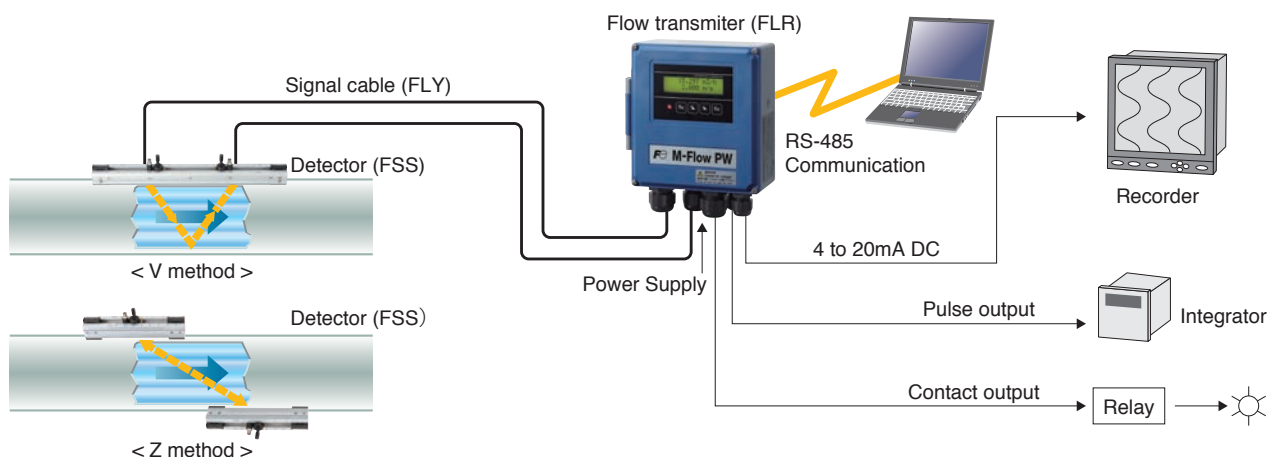 Flow transmiter (FLR)
Signal cable (FLY)
Detector (FSS)
< V method >
Detector (FSS）
< Z method >
M-Flow PW
RS-485
Communication
Recorder
4 to 20mA DC
Power Supply
Pulse output
Integrator
Contact output
Relay